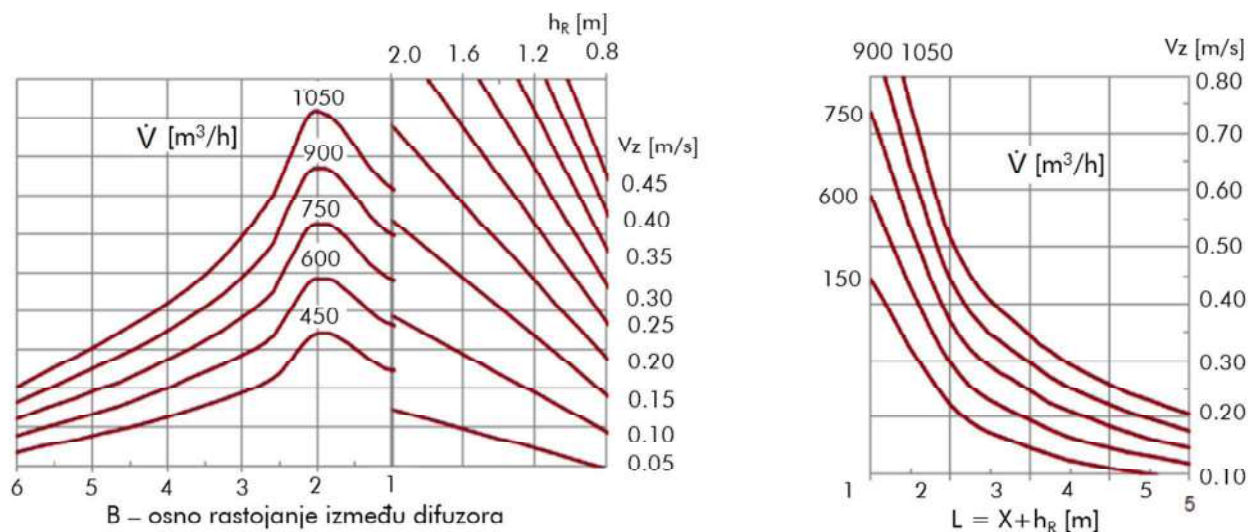 h_R [m]
2.0 1.6 1.2 0.8
V̇ [m³/h]
1050
900
750
600
450
Vz [m/s]
0.45
0.40
0.35
0.30
0.25
0.20
0.15
0.10
0.05
6 5 4 3 2 1
B – osno rastojanje između difuzora
900 1050
750
600
150
V̇ [m³/h]
Vz [m/s]
0.80
0.70
0.60
0.50
0.40
0.30
0.20
0.10
1 2 3 4 5 5
L = X+h_R [m]